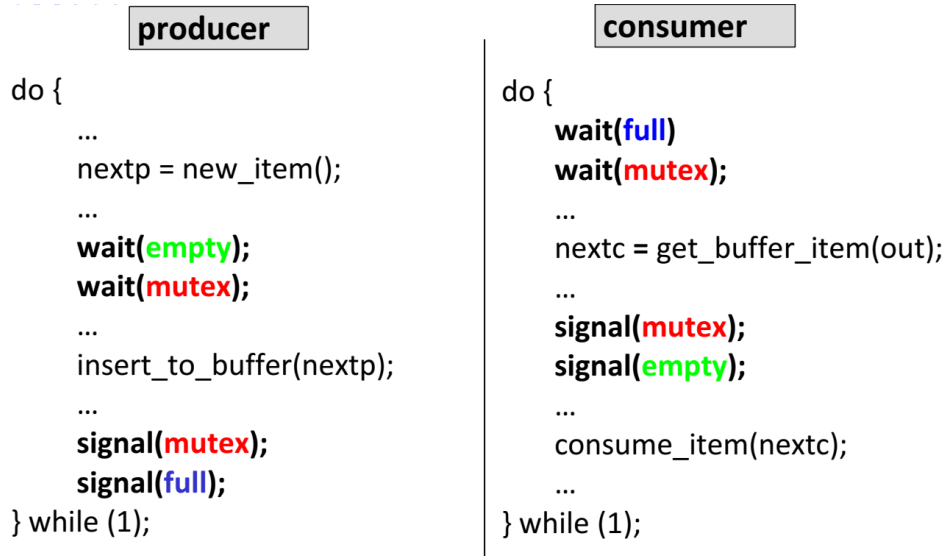 producer
do {
...
nextp = new_item();
...
wait(empty);
wait(mutex);
...
insert_to_buffer(nextp);
...
signal(mutex);
signal(full);
} while (1);
consumer
do {
wait(full)
wait(mutex);
...
nextc = get_buffer_item(out);
...
signal(mutex);
signal(empty);
...
consume_item(nextc);
...
} while (1);